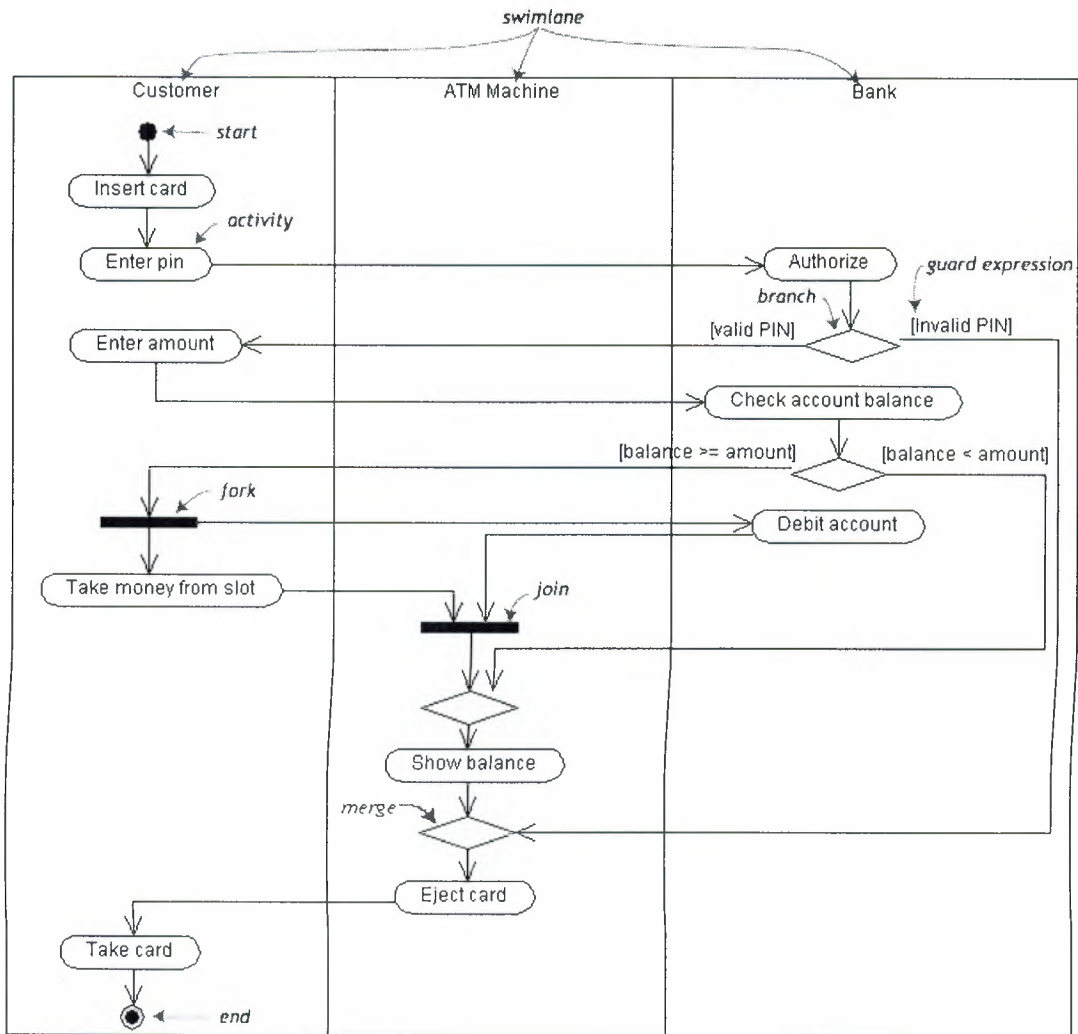 swimlane
Customer
ATM Machine
Bank
start
Insert card
activity
Enter pin
Authorize
guard expression
branch
[valid PIN]
[Invalid PIN]
Enter amount
Check account balance
[balance >= amount]
[balance < amount]
fork
Debit account
Take money from slot
join
Show balance
merge
Eject card
Take card
end